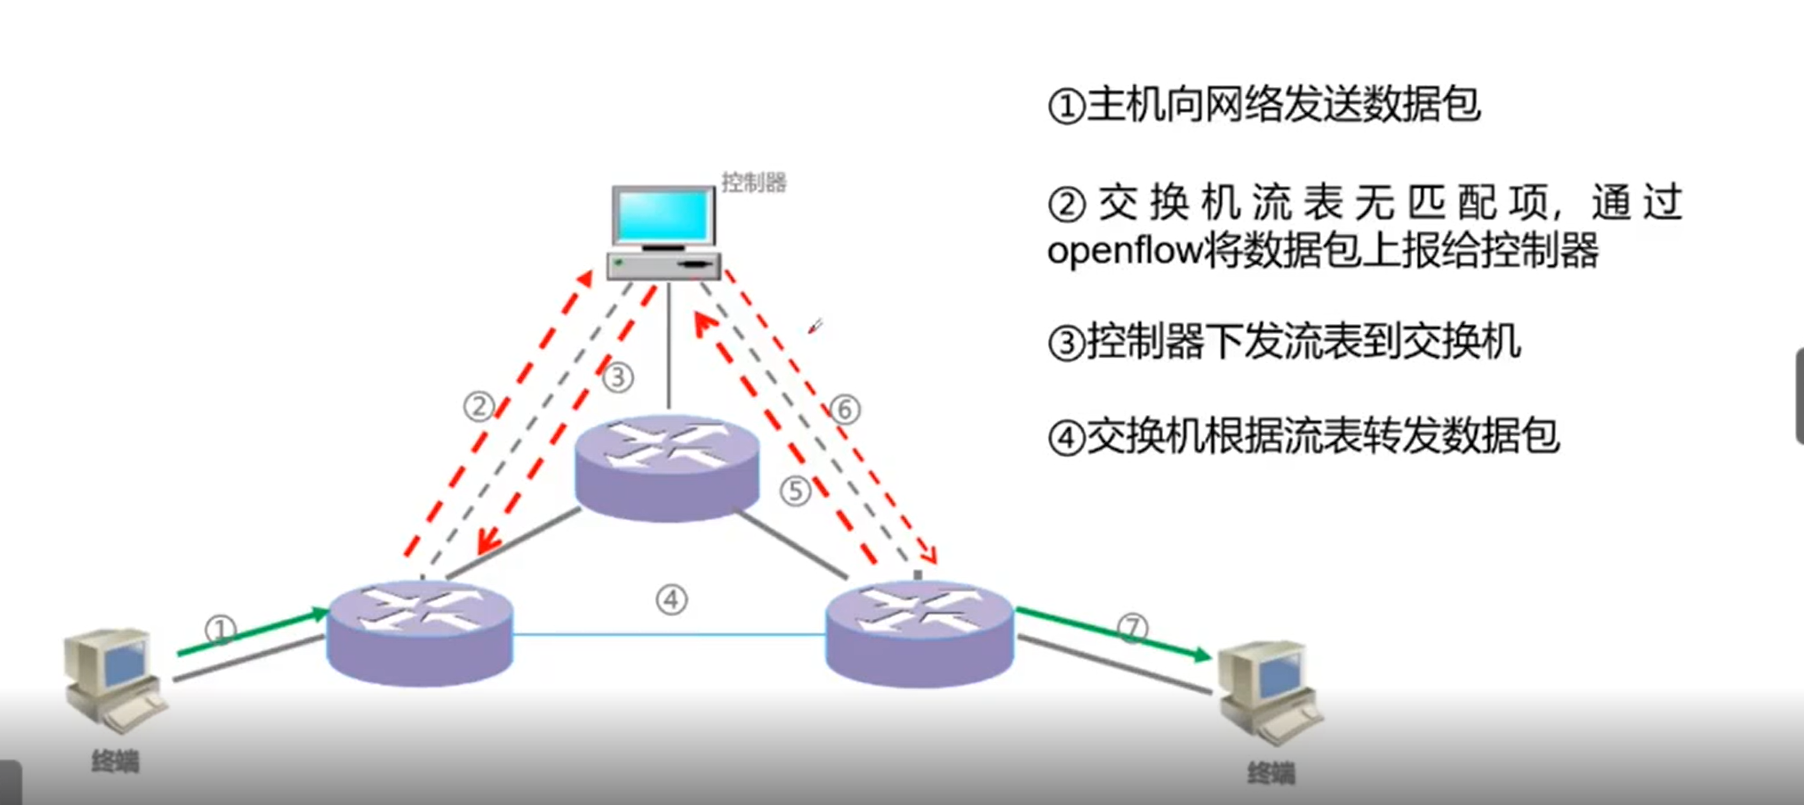 控制器
①主机向网络发送数据包
②交换机流表无匹配项，通过
openflow将数据包上报给控制器
③控制器下发流表到交换机
④交换机根据流表转发数据包
②
③
⑥
⑤
④
①
⑦
终端
终端